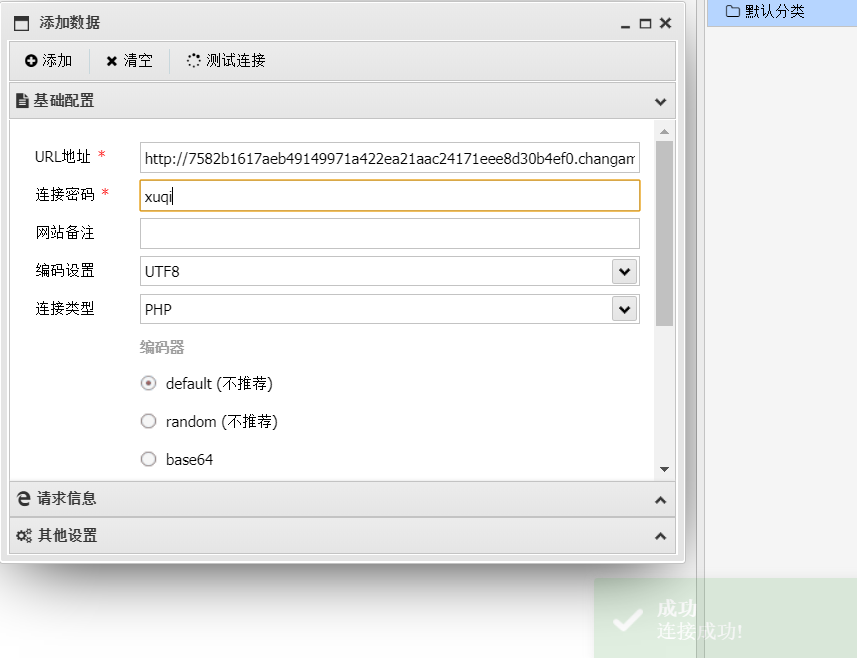 添加数据
默认分类
添加 清空 测试连接
基础配置
URL地址 * http://7582b1617aeb49149971a422ea21aac24171eee8d30b4ef0.changam
连接密码 * xuqi
网站备注
编码设置 UTF8
连接类型 PHP
编码器
default (不推荐)
random (不推荐)
base64
请求信息
其他设置
成功
连接成功!